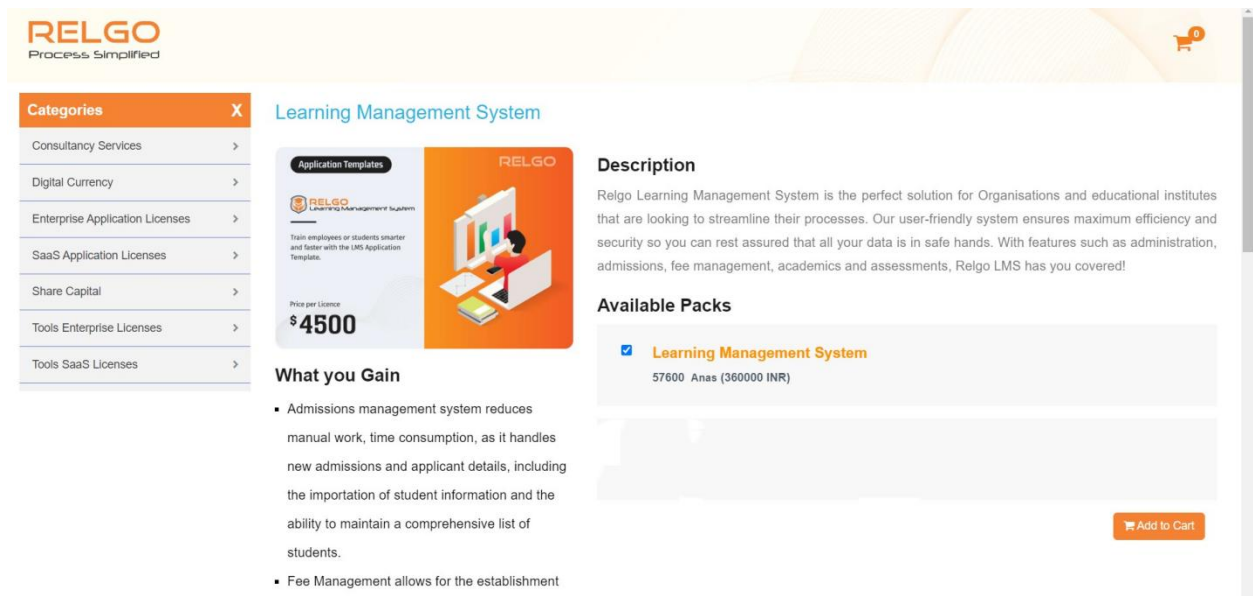 RELGO
Process Simplified
0
Categories X
Consultancy Services
Digital Currency
Enterprise Application Licenses
SaaS Application Licenses
Share Capital
Tools Enterprise Licenses
Tools SaaS Licenses
Learning Management System
Application Templates
RELGO
RELGO
Learning Management System
Train employees or students smarter
and faster with the LMS Application
Template.
Price per Licence
$4500
What you Gain
Admissions management system reduces
manual work, time consumption, as it handles
new admissions and applicant details, including
the importation of student information and the
ability to maintain a comprehensive list of
students.
Fee Management allows for the establishment
Description
Relgo Learning Management System is the perfect solution for Organisations and educational institutes
that are looking to streamline their processes. Our user-friendly system ensures maximum efficiency and
security so you can rest assured that all your data is in safe hands. With features such as administration,
admissions, fee management, academics and assessments, Relgo LMS has you covered!
Available Packs
Learning Management System
57600 Anas (360000 INR)
Add to Cart